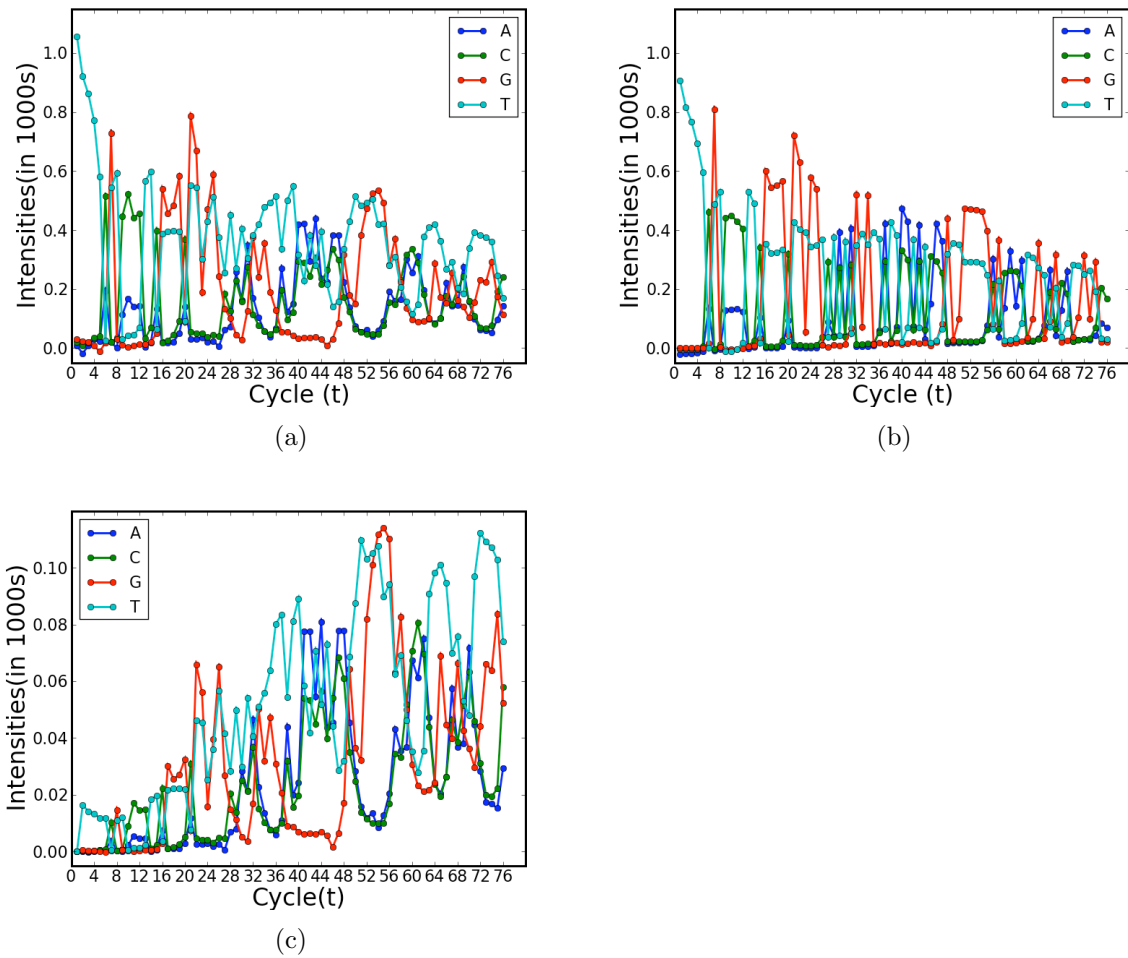 1.0
0.8
0.6
0.4
0.2
0.0
Intensities(in 1000s)
A
C
G
T
0 4 8 12 16 20 24 28 32 36 40 44 48 52 56 60 64 68 72 76
Cycle (t)
(a)
1.0
0.8
0.6
0.4
0.2
0.0
Intensities(in 1000s)
A
C
G
T
0 4 8 12 16 20 24 28 32 36 40 44 48 52 56 60 64 68 72 76
Cycle (t)
(b)
0.10
0.08
0.06
0.04
0.02
0.00
Intensities(in 1000s)
A
C
G
T
0 4 8 12 16 20 24 28 32 36 40 44 48 52 56 60 64 68 72 76
Cycle(t)
(c)